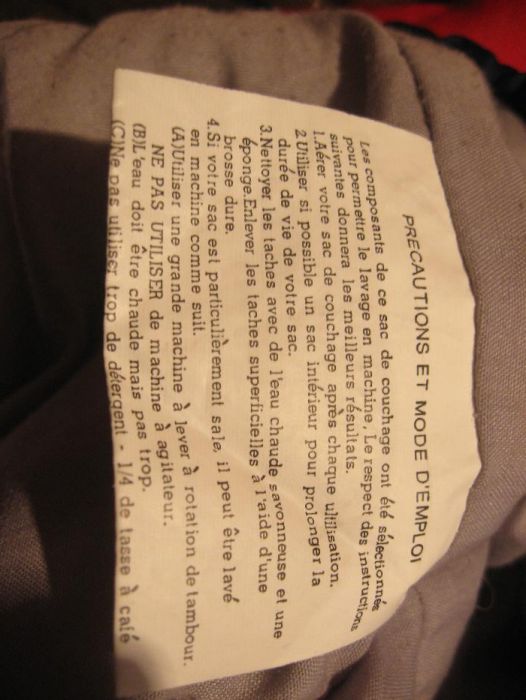 PRECAUTIONS ET MODE D'EMPLOI
Les composants de ce sac de couchage ont été sélectionnés
pour permettre le lavage en machine. Le respect des instructions
suivantes donnera les meilleurs résultats.
1.Aérer votre sac de couchage après chaque ultilisation.
2.Utiliser si possible un sac intérieur pour prolonger la
durée de vie de votre sac.
3.Nettoyer les taches avec de l'eau chaude savonneuse et une
éponge.Enlever les taches superficielles à l'aide d'une
brosse dure.
4.Si votre sac est particulièrement sale, il peut être lavé
en machine comme suit.
(A)Utiliser une grande machine à lever à rotation de tambour.
NE PAS UTILISER de machine à agitateur.
(B)L'eau doit être chaude mais pas trop.
(C)Ne pas utiliser trop de détergent - 1/4 de tasse à café